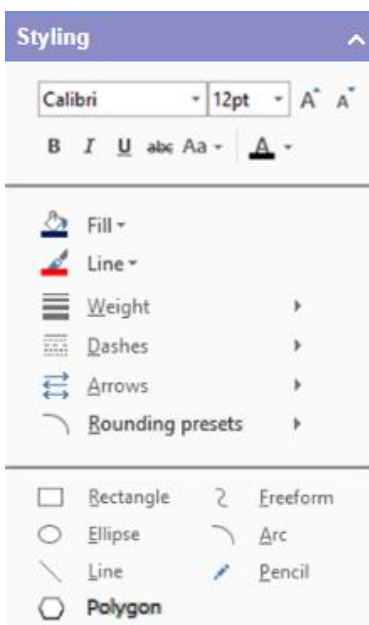 Styling
Calibri 12pt A A
B I U abc Aa A
Fill
Line
Weight
Dashes
Arrows
Rounding presets
Rectangle Freeform
Ellipse Arc
Line Pencil
Polygon